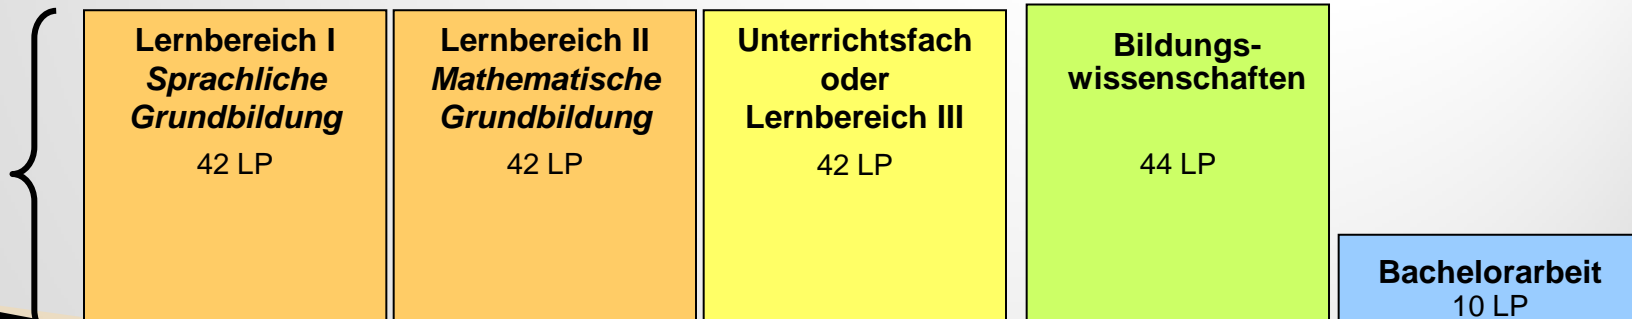 Lernbereich I
Sprachliche
Grundbildung
42 LP
Lernbereich II
Mathematische
Grundbildung
42 LP
Unterrichtsfach
oder
Lernbereich III
42 LP
Bildungs-
wissenschaften
44 LP
Bachelorarbeit
10 LP